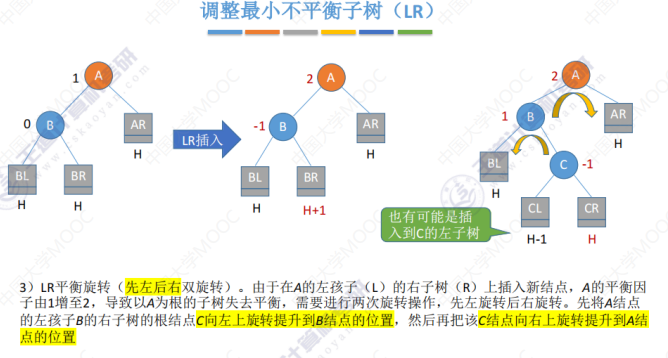 调整最小不平衡子树（LR）
1 A
0 B AR
H
BL BR
H H
LR插入
2 A
-1 B AR
H
BL BR
H H+1
2 A
1 B AR
H
BL C -1
H
CL CR
H-1 H
也有可能是插
入到C的左子树
3）LR平衡旋转（先左后右双旋转）。由于在A的左孩子（L）的右子树（R）上插入新结点，A的平衡因
子由1增至2，导致以A为根的子树失去平衡，需要进行两次旋转操作，先左旋转后右旋转。先将A结点
的左孩子B的右子树的根结点C向左上旋转提升到B结点的位置，然后再把该C结点向右上旋转提升到A结
点的位置